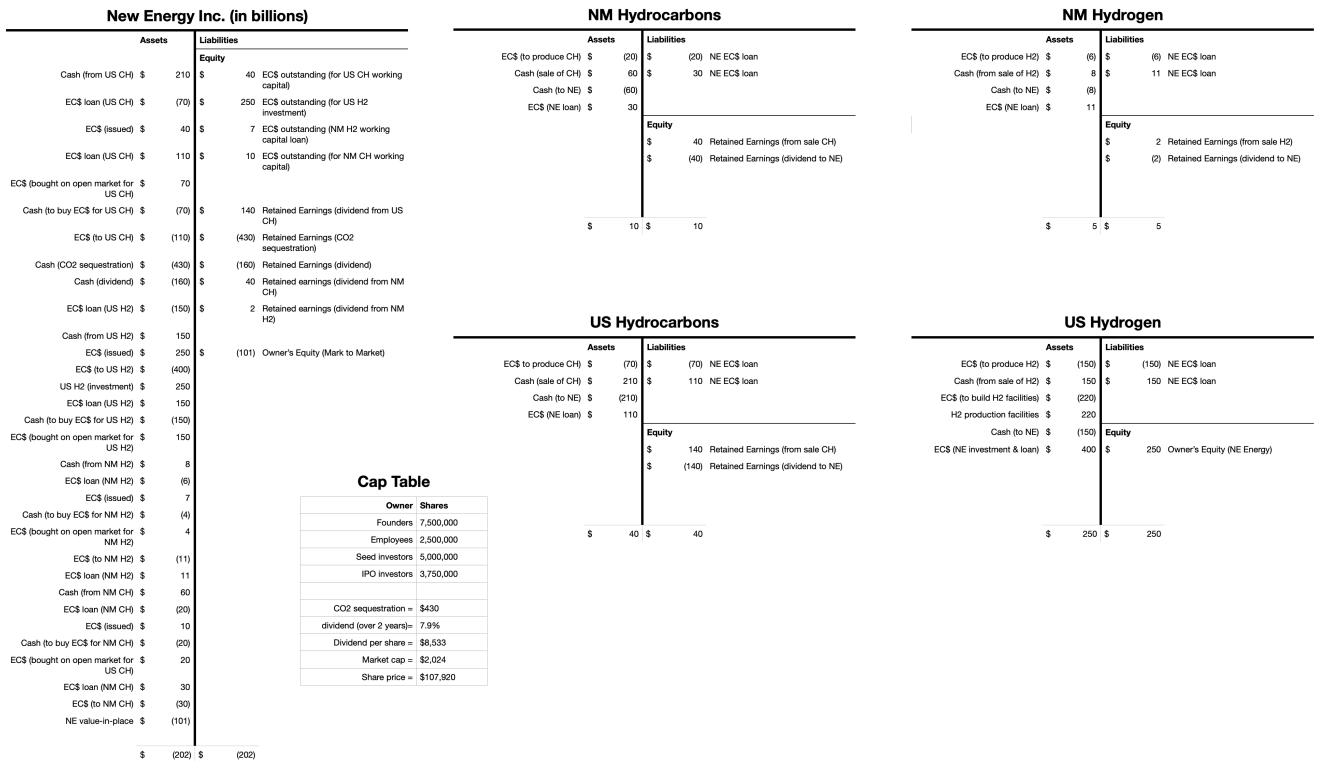 New Energy Inc. (in billions)
Assets Liabilities
Equity
Cash (from US CH) $ 210 $ 40 EC$ outstanding (for US CH working
capital)
EC$ loan (US CH) $ (70) $ 250 EC$ outstanding (for US H2
investment)
EC$ (issued) $ 40 $ 7 EC$ outstanding (NM H2 working
capital loan)
EC$ loan (US CH) $ 110 $ 10 EC$ outstanding (for NM CH working
capital)
EC$ (bought on open market for $ 70
US CH)
Cash (to buy EC$ for US CH) $ (70) $ 140 Retained Earnings (dividend from US
CH)
EC$ (to US CH) $ (110) $ (430) Retained Earnings (CO2
sequestration)
Cash (CO2 sequestration) $ (430) $ (160) Retained Earnings (dividend)
Cash (dividend) $ (160) $ 40 Retained earnings (dividend from NM
CH)
EC$ loan (US H2) $ (150) $ 2 Retained earnings (dividend from NM
H2)
Cash (from US H2) $ 150
EC$ (issued) $ 250 $ (101) Owner's Equity (Mark to Market)
EC$ (to US H2) $ (400)
US H2 (investment) $ 250
EC$ loan (US H2) $ 150
Cash (to buy EC$ for US H2) $ (150)
EC$ (bought on open market for $ 150
US H2)
Cash (from NM H2) $ 8
EC$ loan (NM H2) $ (6)
EC$ (issued) $ 7
Cash (to buy EC$ for NM H2) $ (4)
EC$ (bought on open market for $ 4
NM H2)
EC$ (to NM H2) $ (11)
EC$ loan (NM H2) $ 11
Cash (from NM CH) $ 60
EC$ loan (NM CH) $ (20)
EC$ (issued) $ 10
Cash (to buy EC$ for NM CH) $ (20)
EC$ (bought on open market for $ 20
US CH)
EC$ loan (NM CH) $ 30
EC$ (to NM CH) $ (30)
NE value-in-place $ (101)
$ (202) $ (202)
NM Hydrocarbons
Assets Liabilities
EC$ (to produce CH) $ (20) $ (20) NE EC$ loan
Cash (sale of CH) $ 60 $ 30 NE EC$ loan
Cash (to NE) $ (60)
EC$ (NE loan) $ 30
Equity
$ 40 Retained Earnings (from sale CH)
$ (40) Retained Earnings (dividend to NE)
$ 10 $ 10
NM Hydrogen
Assets Liabilities
EC$ (to produce H2) $ (6) $ (6) NE EC$ loan
Cash (from sale of H2) $ 8 $ 11 NE EC$ loan
Cash (to NE) $ (8)
EC$ (NE loan) $ 11
Equity
$ 2 Retained Earnings (from sale H2)
$ (2) Retained Earnings (dividend to NE)
$ 5 $ 5
US Hydrocarbons
Assets Liabilities
EC$ to produce CH) $ (70) $ (70) NE EC$ loan
Cash (sale of CH) $ 210 $ 110 NE EC$ loan
Cash (to NE) $ (210)
EC$ (NE loan) $ 110
Equity
$ 140 Retained Earnings (from sale CH)
$ (140) Retained Earnings (dividend to NE)
$ 40 $ 40
US Hydrogen
Assets Liabilities
EC$ (to produce H2) $ (150) $ (150) NE EC$ loan
Cash (from sale of H2) $ 150 $ 150 NE EC$ loan
EC$ (to build H2 facilities) $ (220)
H2 production facilities $ 220
Cash (to NE) $ (150) Equity
EC$ (NE investment & loan) $ 400 $ 250 Owner's Equity (NE Energy)
$ 250 $ 250
Cap Table
Owner Shares
Founders 7,500,000
Employees 2,500,000
Seed investors 5,000,000
IPO investors 3,750,000
CO2 sequestration = $430
dividend (over 2 years)= 7.9%
Dividend per share = $8,533
Market cap = $2,024
Share price = $107,920